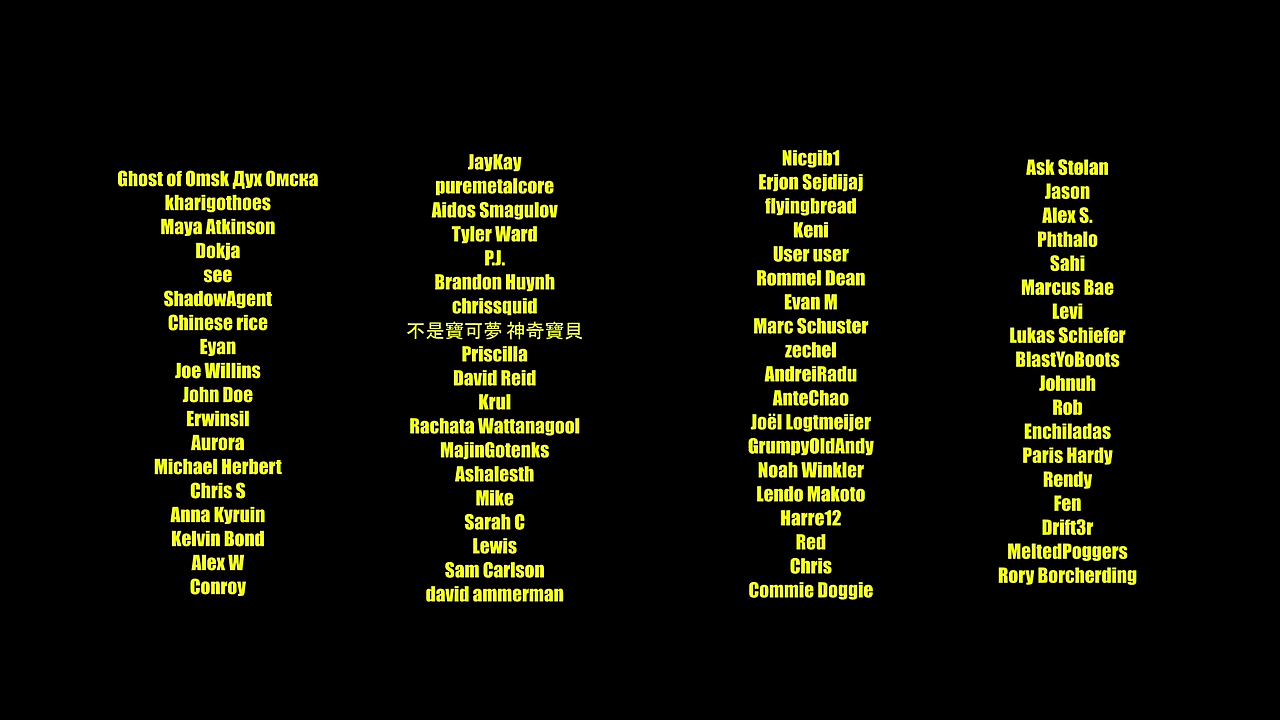 Ghost of Omsk Дух Омска
kharigothoes
Maya Atkinson
Dokja
see
ShadowAgent
Chinese rice
Eyan
Joe Willins
John Doe
Erwinsil
Aurora
Michael Herbert
Chris S
Anna Kyruin
Kelvin Bond
Alex W
Conroy
JayKay
puremetalcore
Aidos Smagulov
Tyler Ward
P.J.
Brandon Huynh
chrissquid
不是寶可夢 神奇寶貝
Priscilla
David Reid
Krul
Rachata Wattanagool
MajinGotenks
Ashalesth
Mike
Sarah C
Lewis
Sam Carlson
david ammerman
Nicgib1
Erjon Sejdijaj
flyingbread
Keni
User user
Rommel Dean
Evan M
Marc Schuster
zechel
AndreiRadu
AnteChao
Joël Logtmeijer
GrumpyOldAndy
Noah Winkler
Lendo Makoto
Harre12
Red
Chris
Commie Doggie
Ask Stølan
Jason
Alex S.
Phthalo
Sahi
Marcus Bae
Levi
Lukas Schiefer
BlastYoBoots
Johnuh
Rob
Enchiladas
Paris Hardy
Rendy
Fen
Drift3r
MeltedPoggers
Rory Borcherding